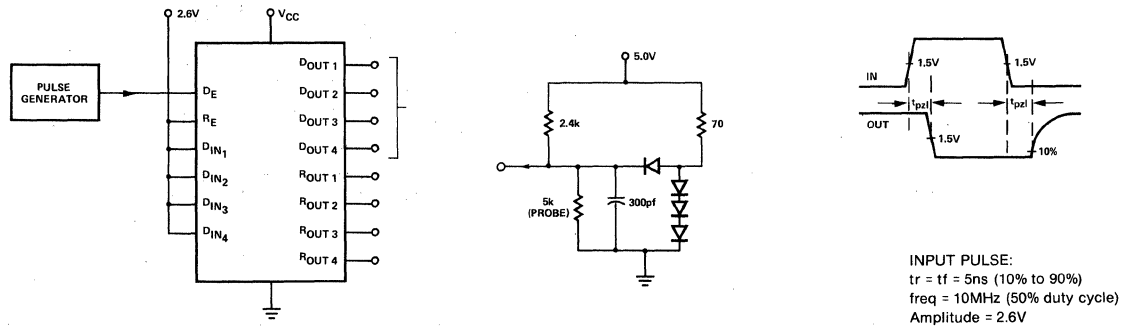 2.6V
VCC
PULSE
GENERATOR
DE
RE
DIN1
DIN2
DIN3
DIN4
DOUT 1
DOUT 2
DOUT 3
DOUT 4
ROUT 1
ROUT 2
ROUT 3
ROUT 4
5.0V
2.4k
70
5k
(PROBE)
300pf
IN
1.5V
1.5V
tpzl
tpzl
OUT
1.5V
10%
INPUT PULSE:
tr = tf = 5ns (10% to 90%)
freq = 10MHz (50% duty cycle)
Amplitude = 2.6V